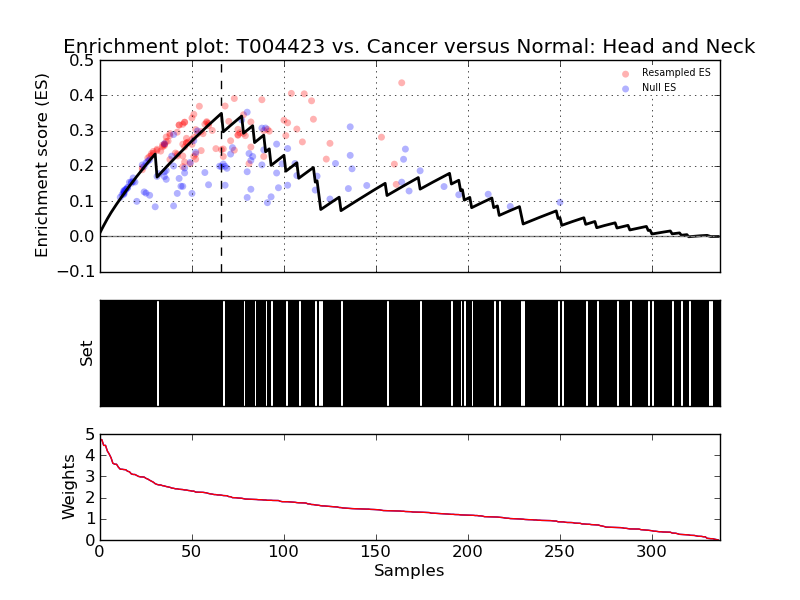 Enrichment plot: T004423 vs. Cancer versus Normal: Head and Neck
0.5
0.4
0.3
0.2
0.1
0.0
−0.1
Enrichment score (ES)
Resampled ES
Null ES
Set
5
4
3
2
1
0
Weights
0 50 100 150 200 250 300
Samples